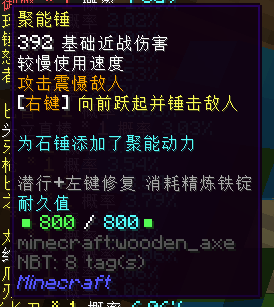 聚能锤
392 基础近战伤害
较慢使用速度
攻击震慑敌人
[右键] 向前跃起并锤击敌人
为石锤添加了聚能动力
潜行+左键修复 消耗精炼铁锭
耐久值
800 / 800
minecraft:wooden_axe
NBT: 8 tag(s)
Minecraft